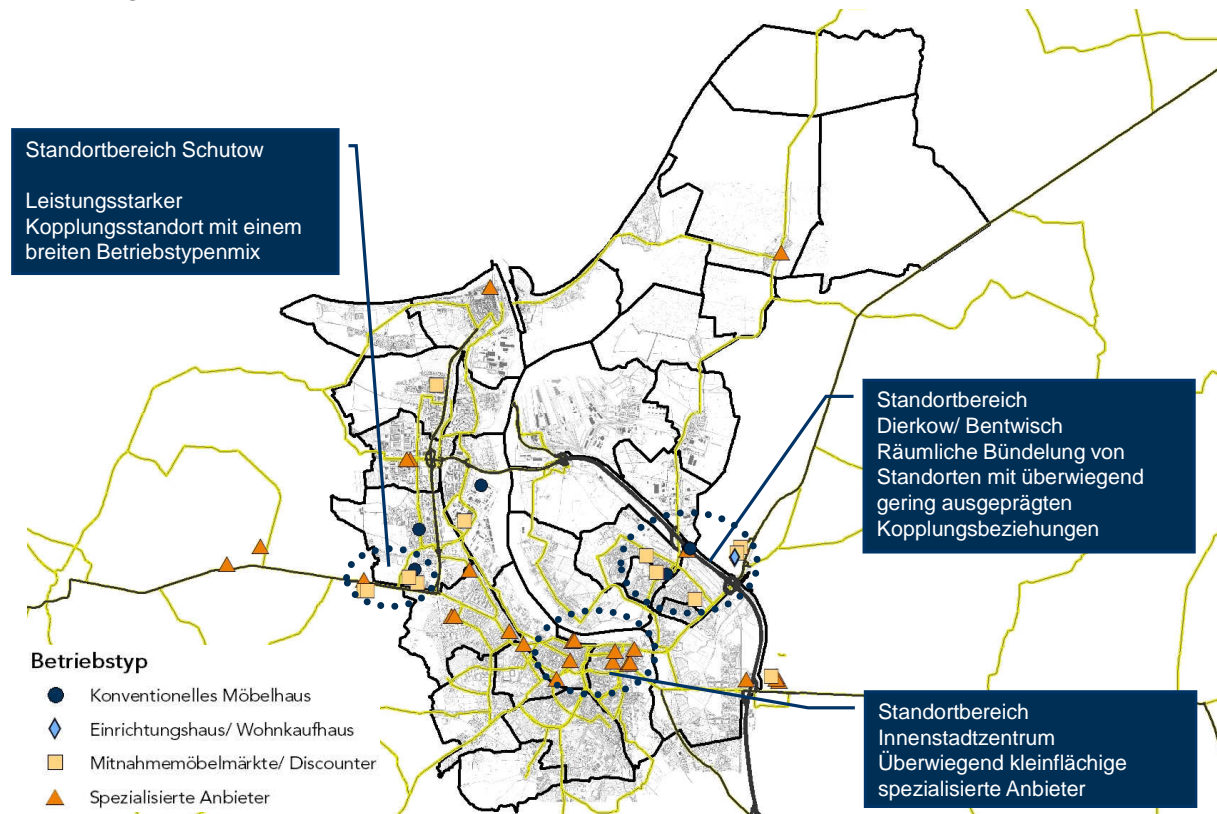 Standortbereich Schutow
Leistungsstarker
Kopplungsstandort mit einem
breiten Betriebstypenmix
Standortbereich
Dierkow/ Bentwisch
Räumliche Bündelung von
Standorten mit überwiegend
gering ausgeprägten
Kopplungsbeziehungen
Betriebstyp
Konventionelles Möbelhaus
Einrichtungshaus/ Wohnkaufhaus
Mitnahmemöbelmärkte/ Discounter
Spezialisierte Anbieter
Standortbereich
Innenstadtzentrum
Überwiegend kleinflächige
spezialisierte Anbieter